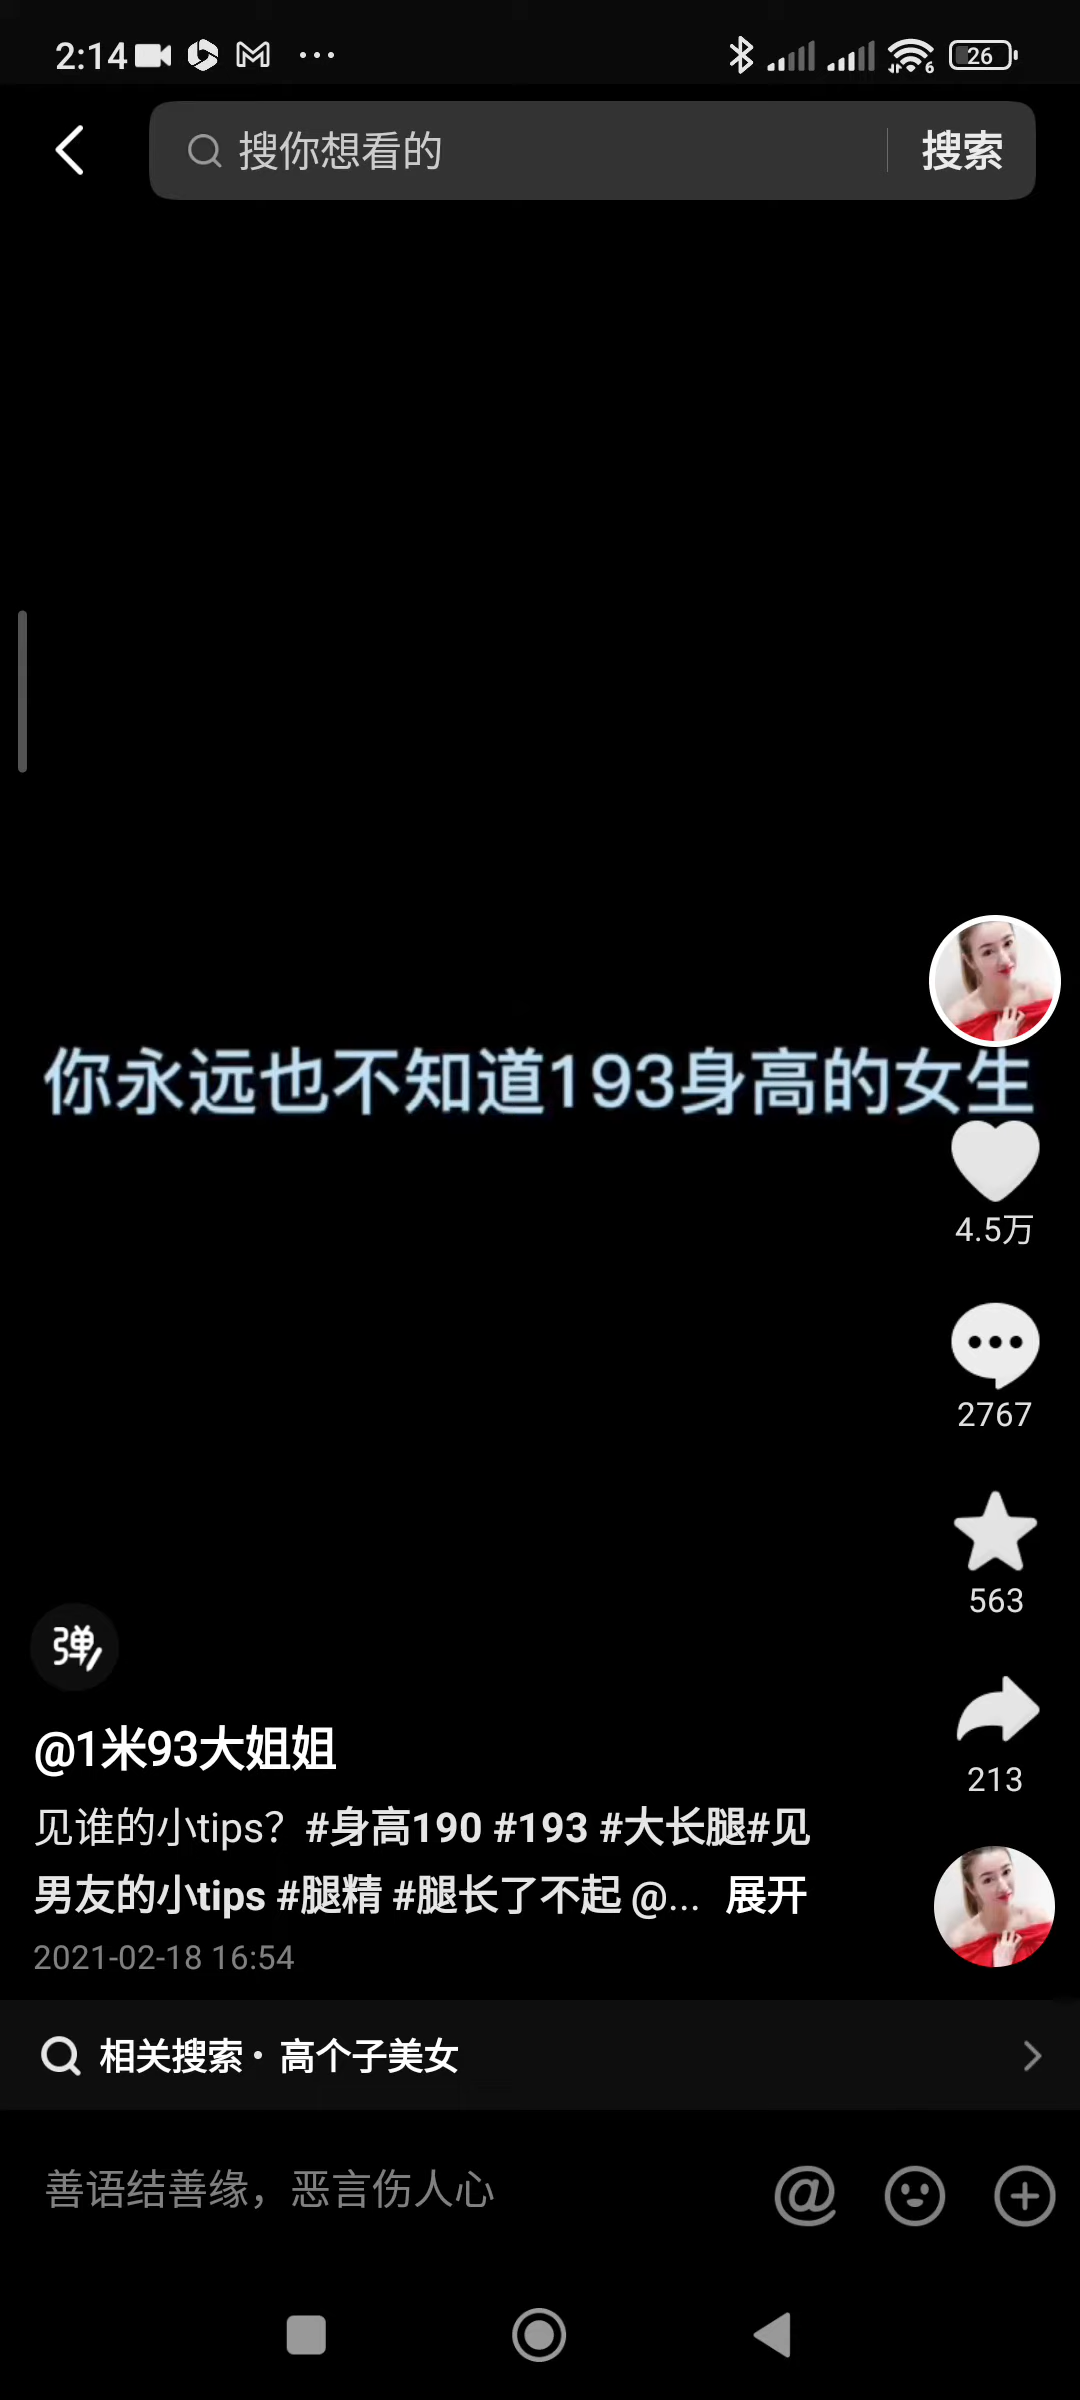 2:14
26
搜你想看的 搜索
你永远也不知道193身高的女生
4.5万
2767
563
弹
213
@1米93大姐姐
见谁的小tips？#身高190 #193 #大长腿#见
男友的小tips #腿精 #腿长了不起 @... 展开
2021-02-18 16:54
相关搜索· 高个子美女
善语结善缘，恶言伤人心